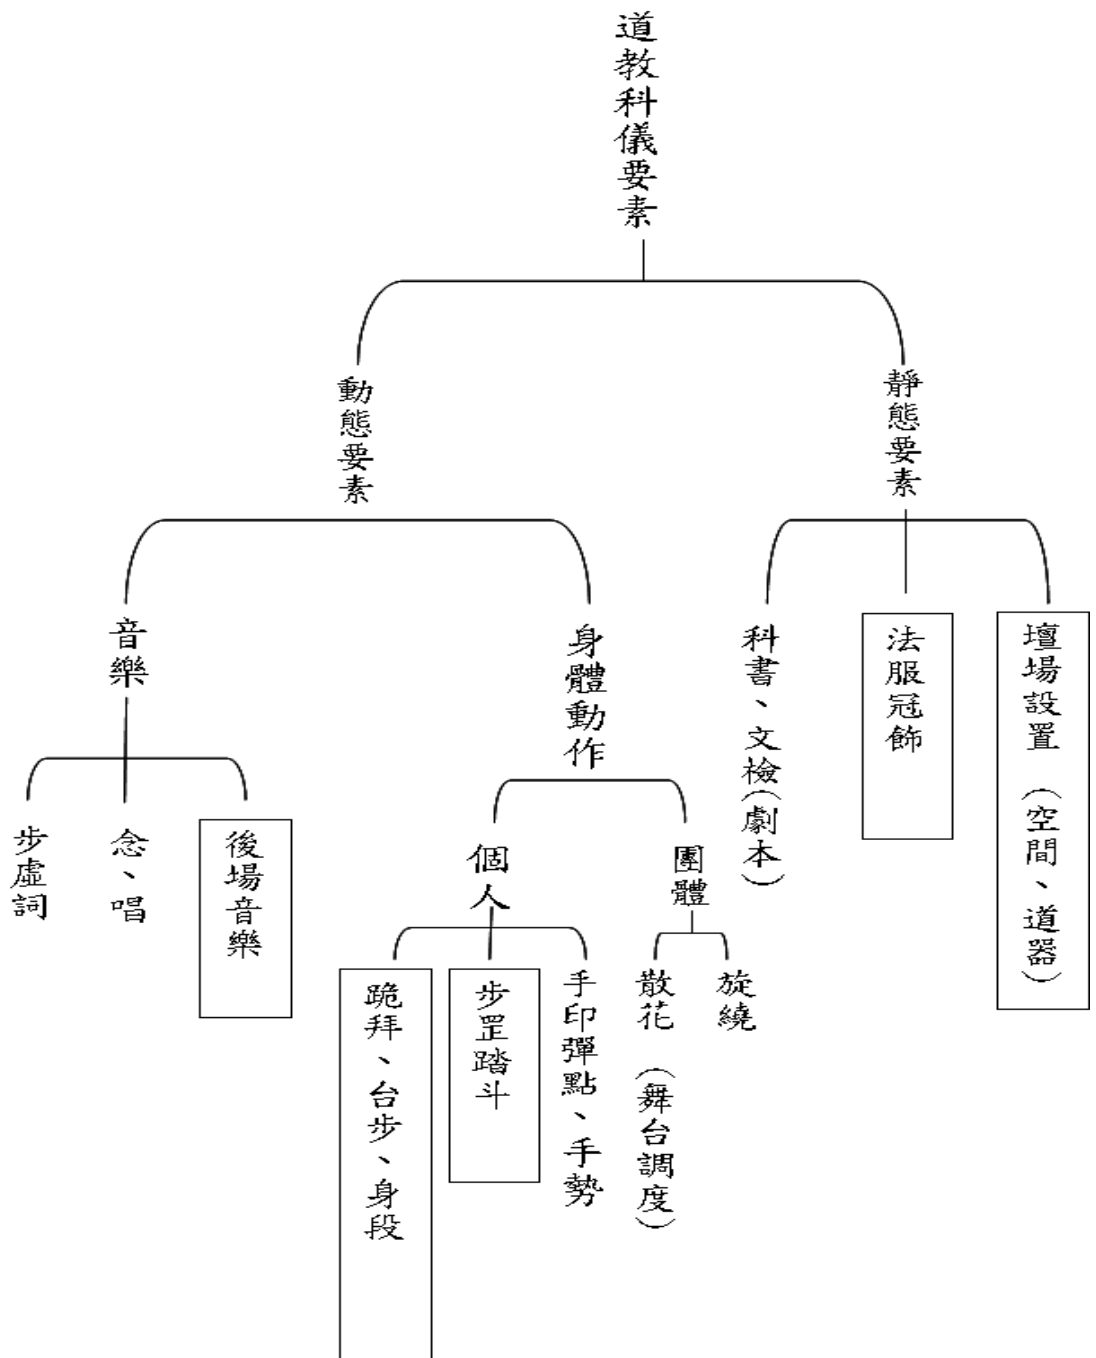 道教科儀要素
靜態要素
動態要素
壇場設置（空間、道器）
法服冠飾
科書、文檢(劇本)
身體動作
音樂
團體
個人
旋繞
散花（舞台調度）
手印彈點、手勢
步罡踏斗
跪拜、台步、身段
後場音樂
念、唱
步虛詞